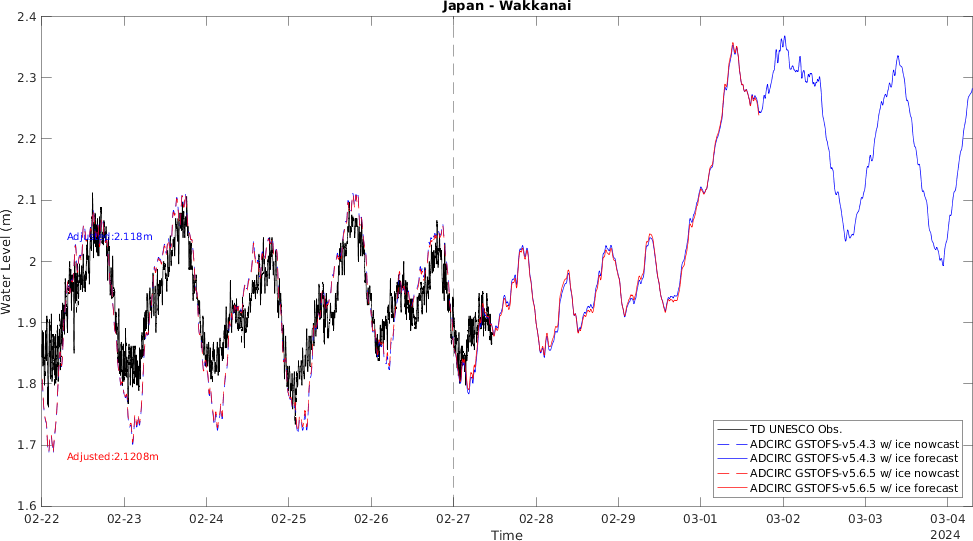 Japan - Wakkanai
2.4
2.3
2.2
2.1
2
1.9
1.8
1.7
1.6
Water Level (m)
Adjusted:2.118m
Adjusted:2.1208m
TD UNESCO Obs.
ADCIRC GSTOFS-v5.4.3 w/ ice nowcast
ADCIRC GSTOFS-v5.4.3 w/ ice forecast
ADCIRC GSTOFS-v5.6.5 w/ ice nowcast
ADCIRC GSTOFS-v5.6.5 w/ ice forecast
02-22 02-23 02-24 02-25 02-26 02-27 02-28 02-29 03-01 03-02 03-03 03-04
2024
Time